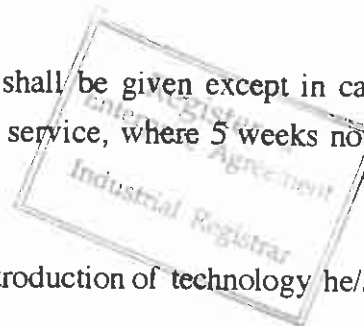 shall be given except in ca
service, where 5 weeks no
Registered
Enterprise Agreement
Industrial Registrar
troduction of technology he/